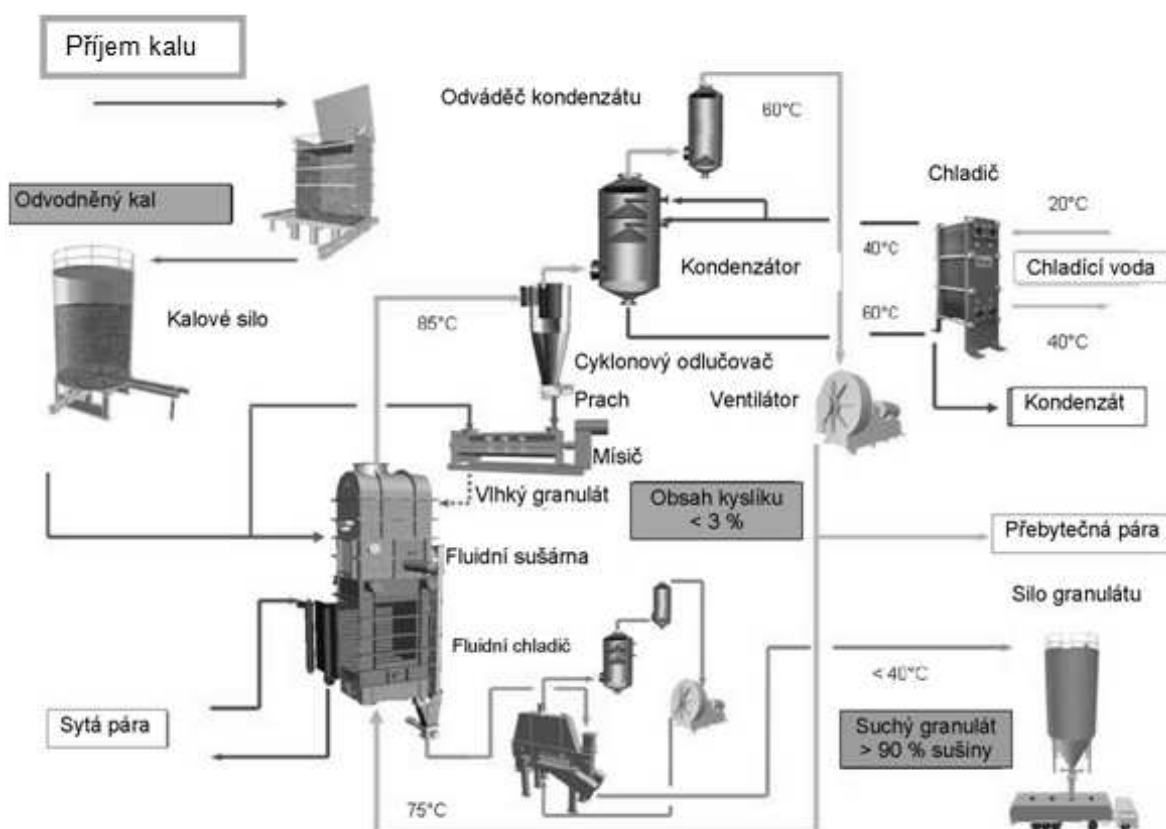 Příjem kalu
Odváděč kondenzátu
60°C
Chladič
Odvodněný kal
20°C
40°C
Chladící voda
Kondenzátor
Kalové silo
85°C
60°C
40°C
Cyklonový odlučovač
Prach
Ventilátor
Kondenzát
Mísič
Vlhký granulát
Obsah kyslíku
< 3 %
Přebytečná pára
Fluidní sušárna
Silo granulátu
Fluidní chladič
< 40°C
Sytá pára
Suchý granulát
> 90 % sušiny
75°C